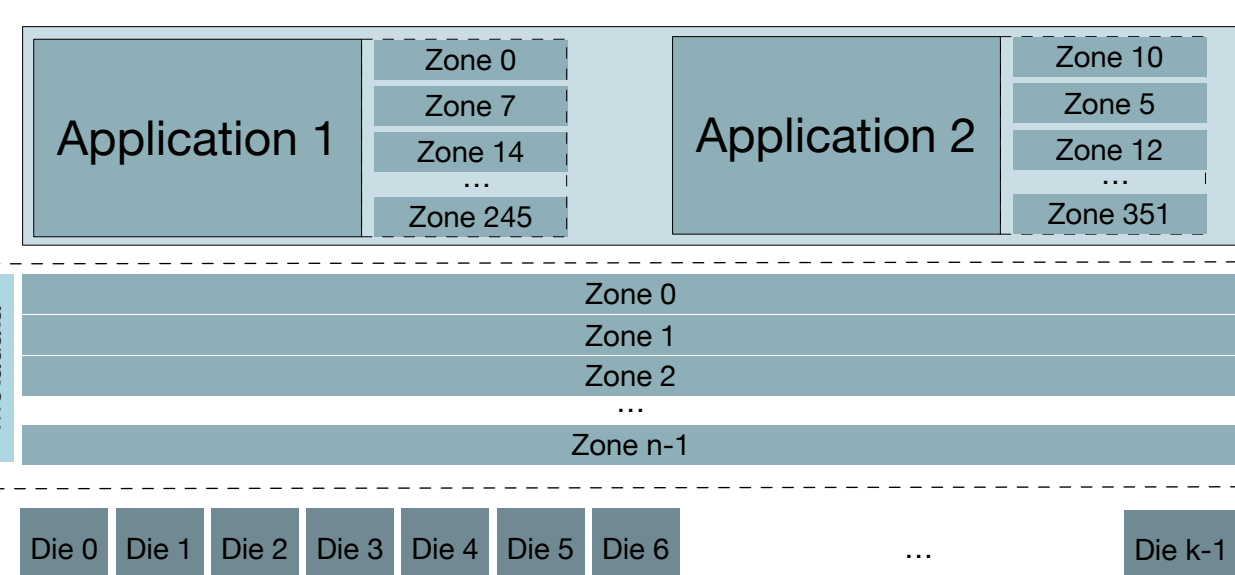 Application 1
Zone 0
Zone 7
Zone 14
...
Zone 245
Application 2
Zone 10
Zone 5
Zone 12
...
Zone 351
Zone 0
Zone 1
Zone 2
...
Zone n-1
Die 0 Die 1 Die 2 Die 3 Die 4 Die 5 Die 6 ... Die k-1